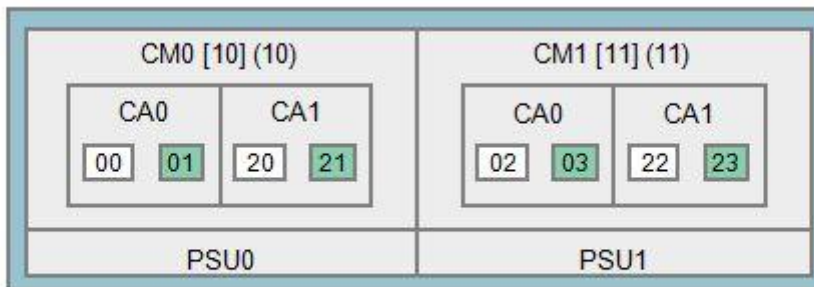 CM0 [10] (10) CM1 [11] (11)
CA0 CA1 CA0 CA1
00 01 20 21 02 03 22 23
PSU0 PSU1